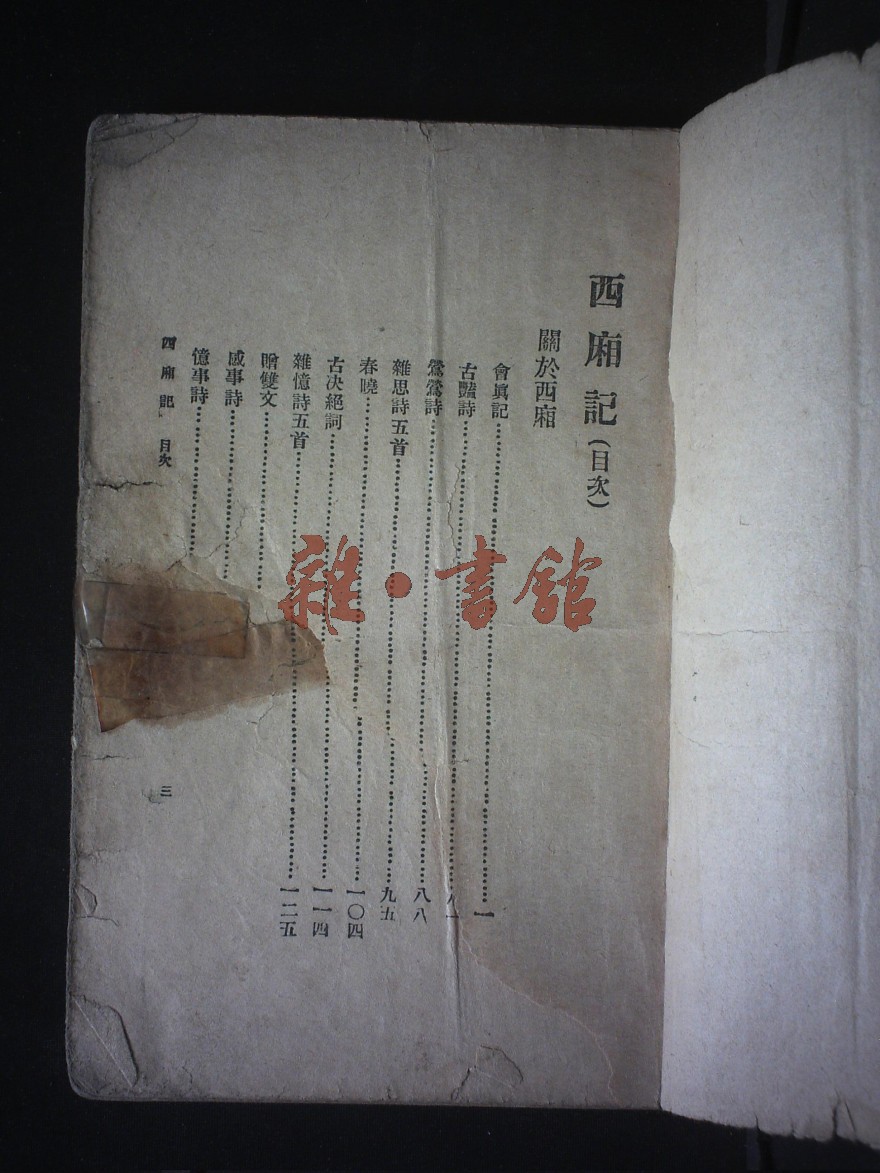 西廂記(目次)
關於西廂
會眞記……一
古豔詩……
鶯鶯詩……八八
雜思詩五首……九五
春曉……一〇四
古決絕詞……一一四
雜憶詩五首……一二五
贈雙文……
感事詩……
憶事詩……
西廂記 目次
三
雜·書館